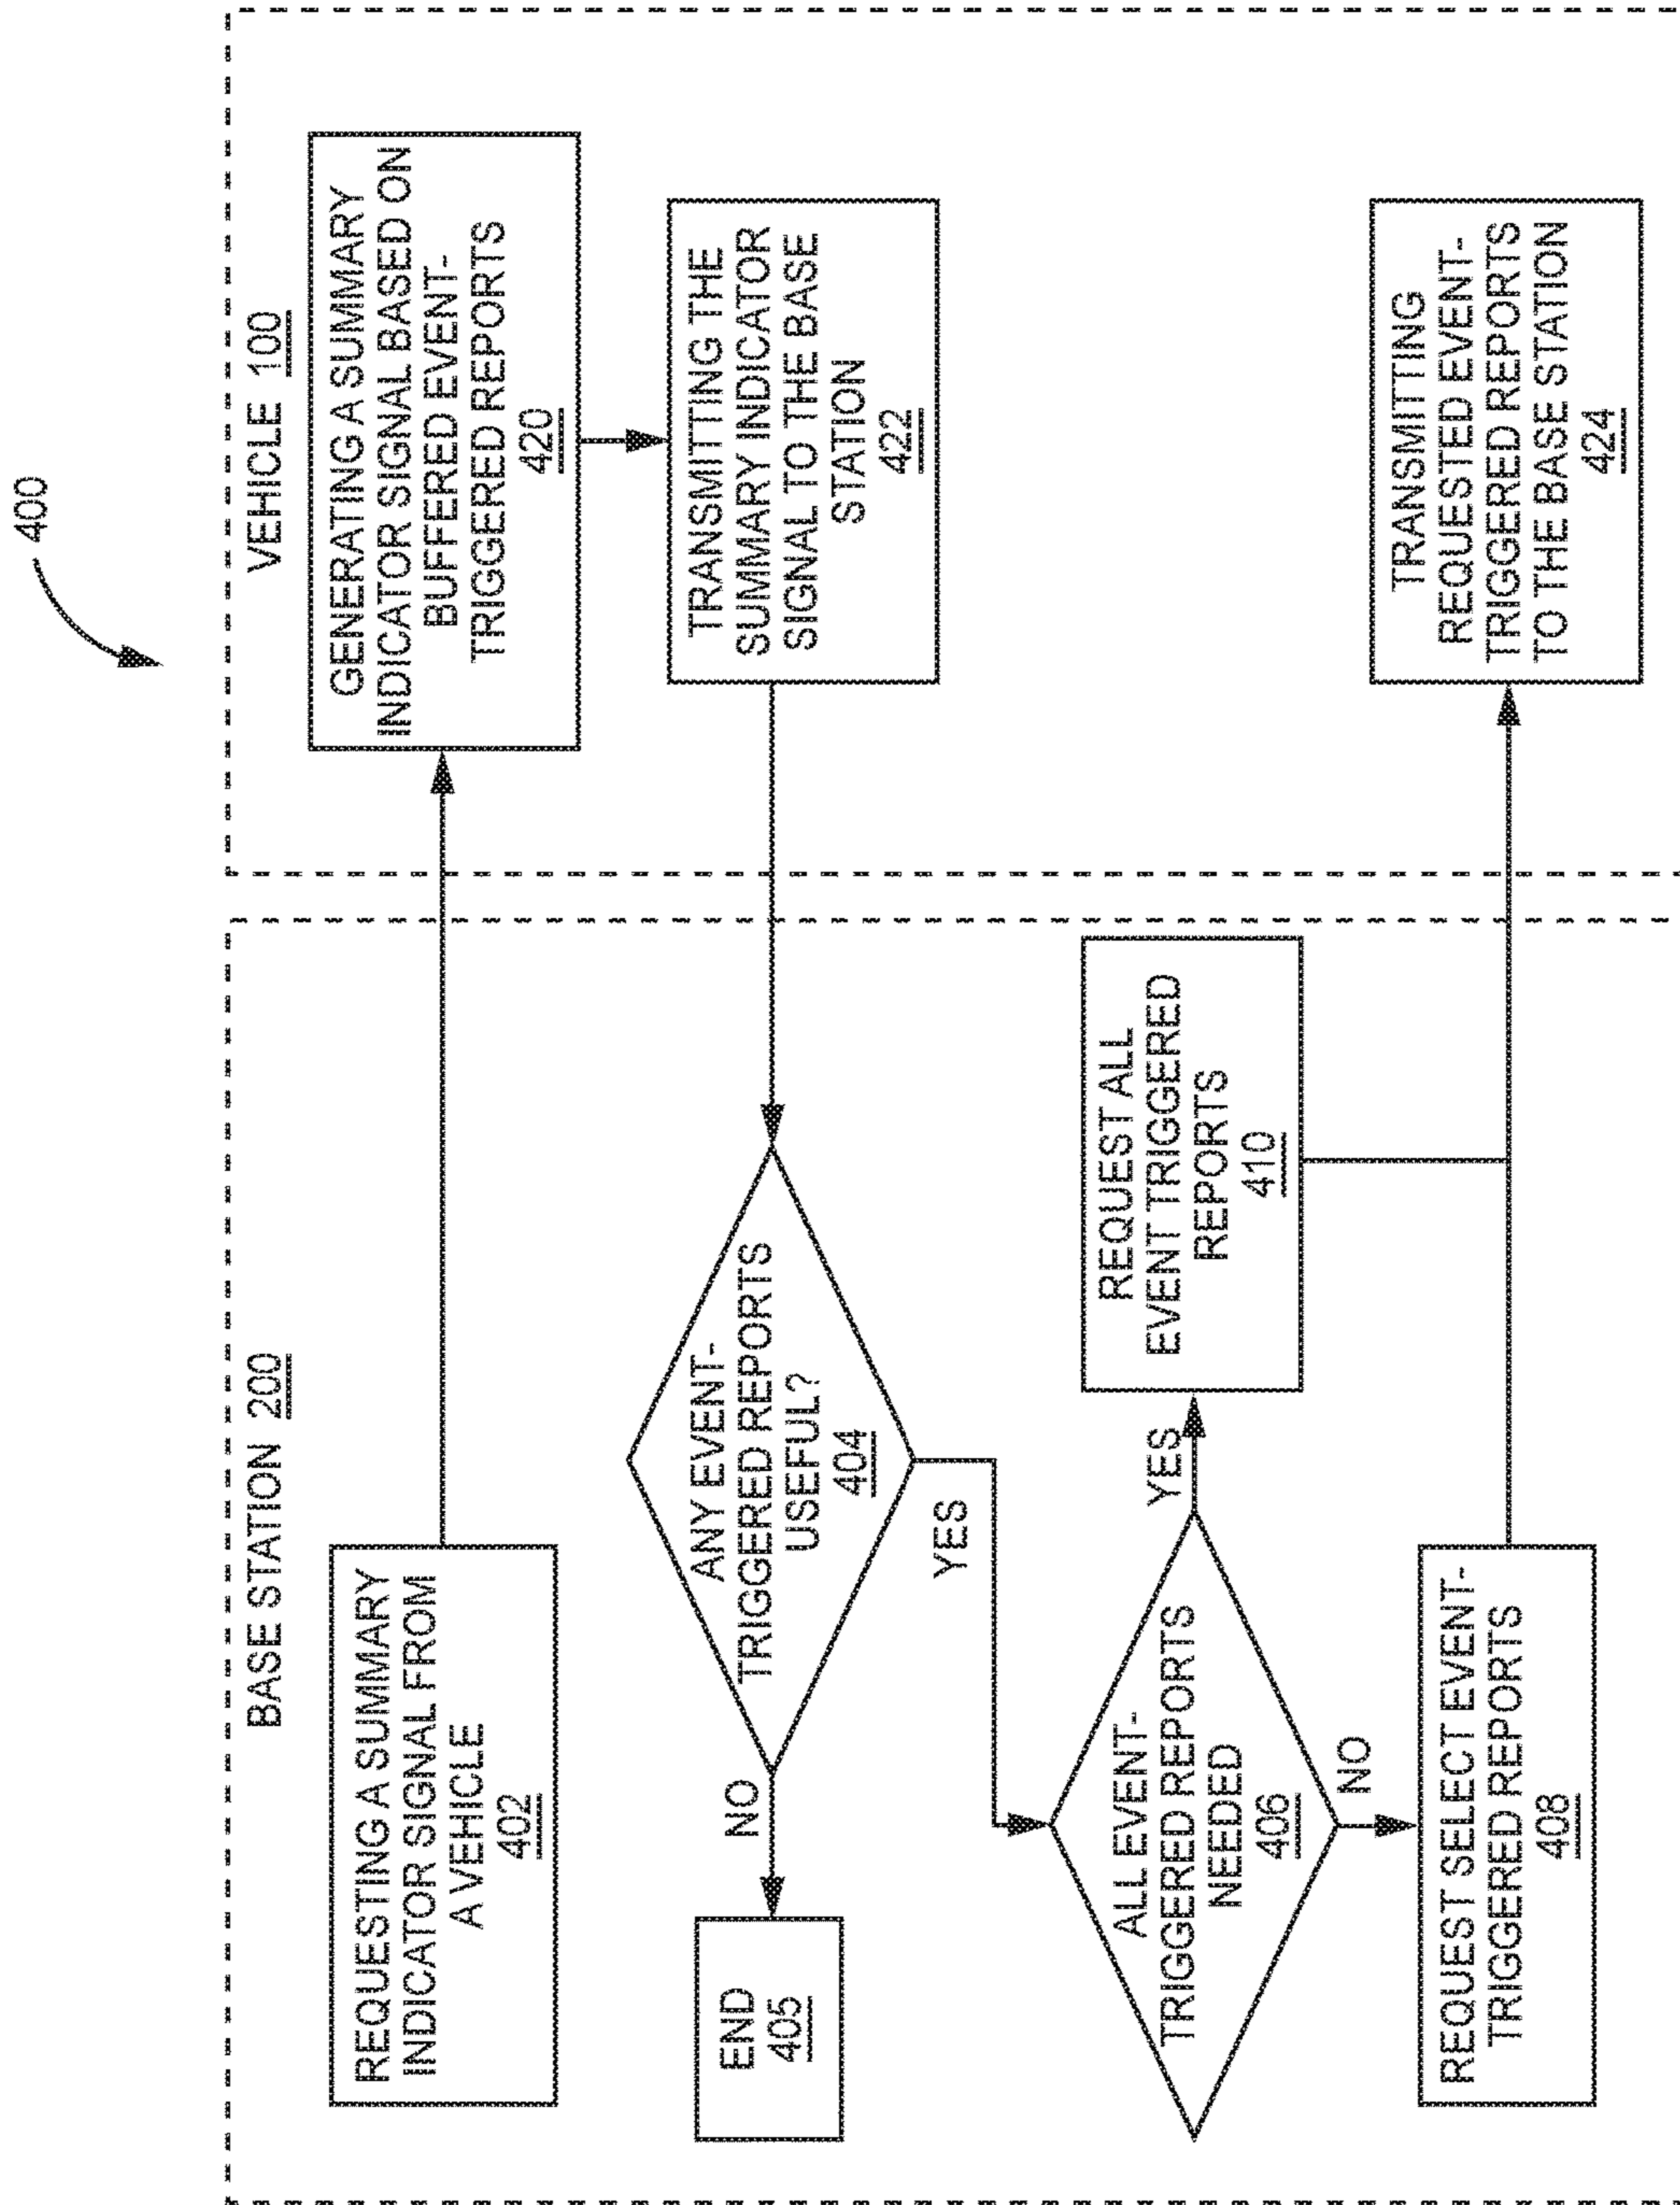 400
BASE STATION 200
VEHICLE 100
REQUESTING A SUMMARY
INDICATOR SIGNAL FROM
A VEHICLE
402
GENERATING A SUMMARY
INDICATOR SIGNAL BASED ON
BUFFERED EVENT-
TRIGGERED REPORTS
420
TRANSMITTING THE
SUMMARY INDICATOR
SIGNAL TO THE BASE
STATION
422
ANY EVENT-
TRIGGERED REPORTS
USEFUL?
404
NO
END
405
YES
ALL EVENT-
TRIGGERED REPORTS
NEEDED
406
YES
REQUEST ALL
EVENT TRIGGERED
REPORTS
410
NO
REQUEST SELECT EVENT-
TRIGGERED REPORTS
408
TRANSMITTING
REQUESTED EVENT-
TRIGGERED REPORTS
TO THE BASE STATION
424